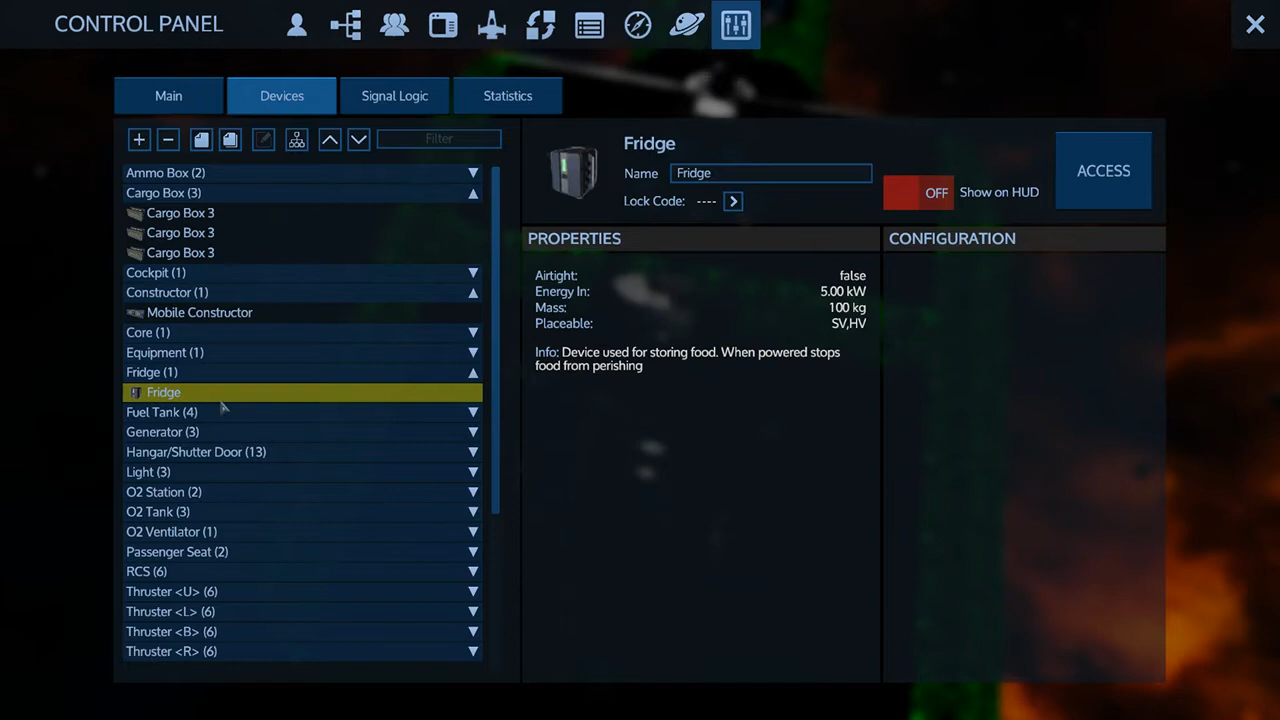 CONTROL PANEL
Main
Devices
Signal Logic
Statistics
Filter
Ammo Box (2)
Cargo Box (3)
Cargo Box 3
Cargo Box 3
Cargo Box 3
Cockpit (1)
Constructor (1)
Mobile Constructor
Core (1)
Equipment (1)
Fridge (1)
Fridge
Fuel Tank (4)
Generator (3)
Hangar/Shutter Door (13)
Light (3)
O2 Station (2)
O2 Tank (3)
O2 Ventilator (1)
Passenger Seat (2)
RCS (6)
Thruster <U> (6)
Thruster <L> (6)
Thruster <B> (6)
Thruster <R> (6)
Fridge
Name Fridge
Lock Code: ----
OFF Show on HUD
ACCESS
PROPERTIES
Airtight: false
Energy In: 5.00 kW
Mass: 100 kg
Placeable: SV,HV
Info: Device used for storing food. When powered stops
food from perishing
CONFIGURATION